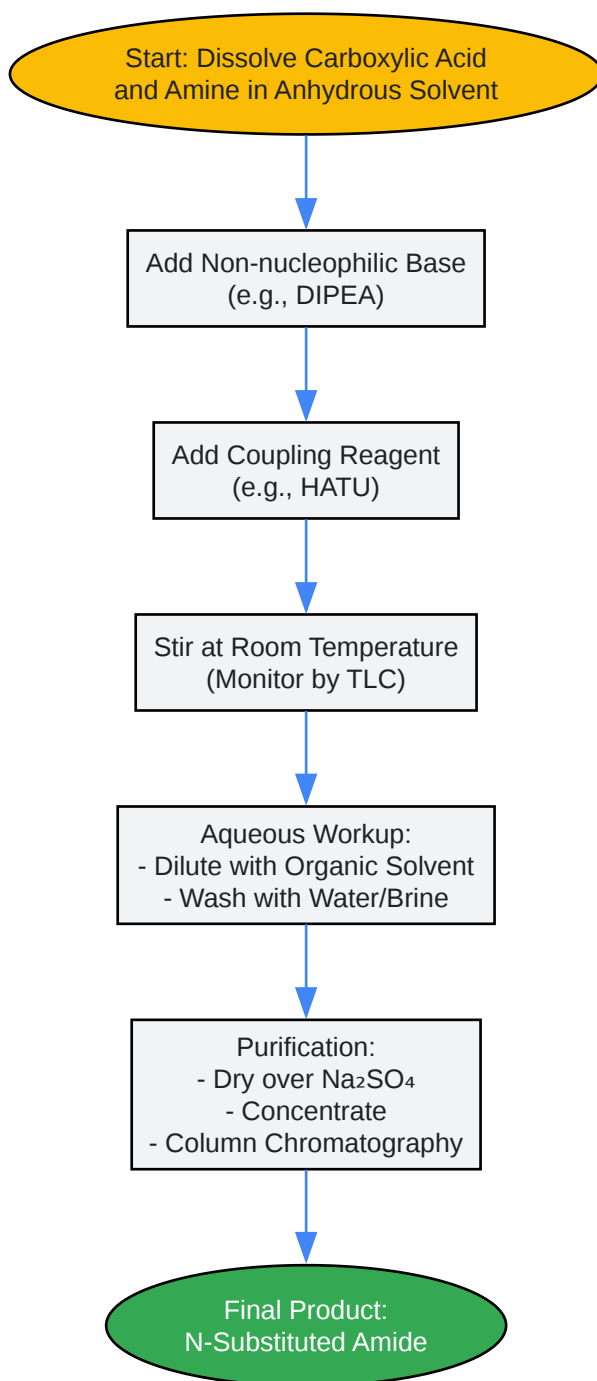 Start: Dissolve Carboxylic Acid
and Amine in Anhydrous Solvent
Add Non-nucleophilic Base
(e.g., DIPEA)
Add Coupling Reagent
(e.g., HATU)
Stir at Room Temperature
(Monitor by TLC)
Aqueous Workup:
- Dilute with Organic Solvent
- Wash with Water/Brine
Purification:
- Dry over Na₂SO₄
- Concentrate
- Column Chromatography
Final Product:
N-Substituted Amide